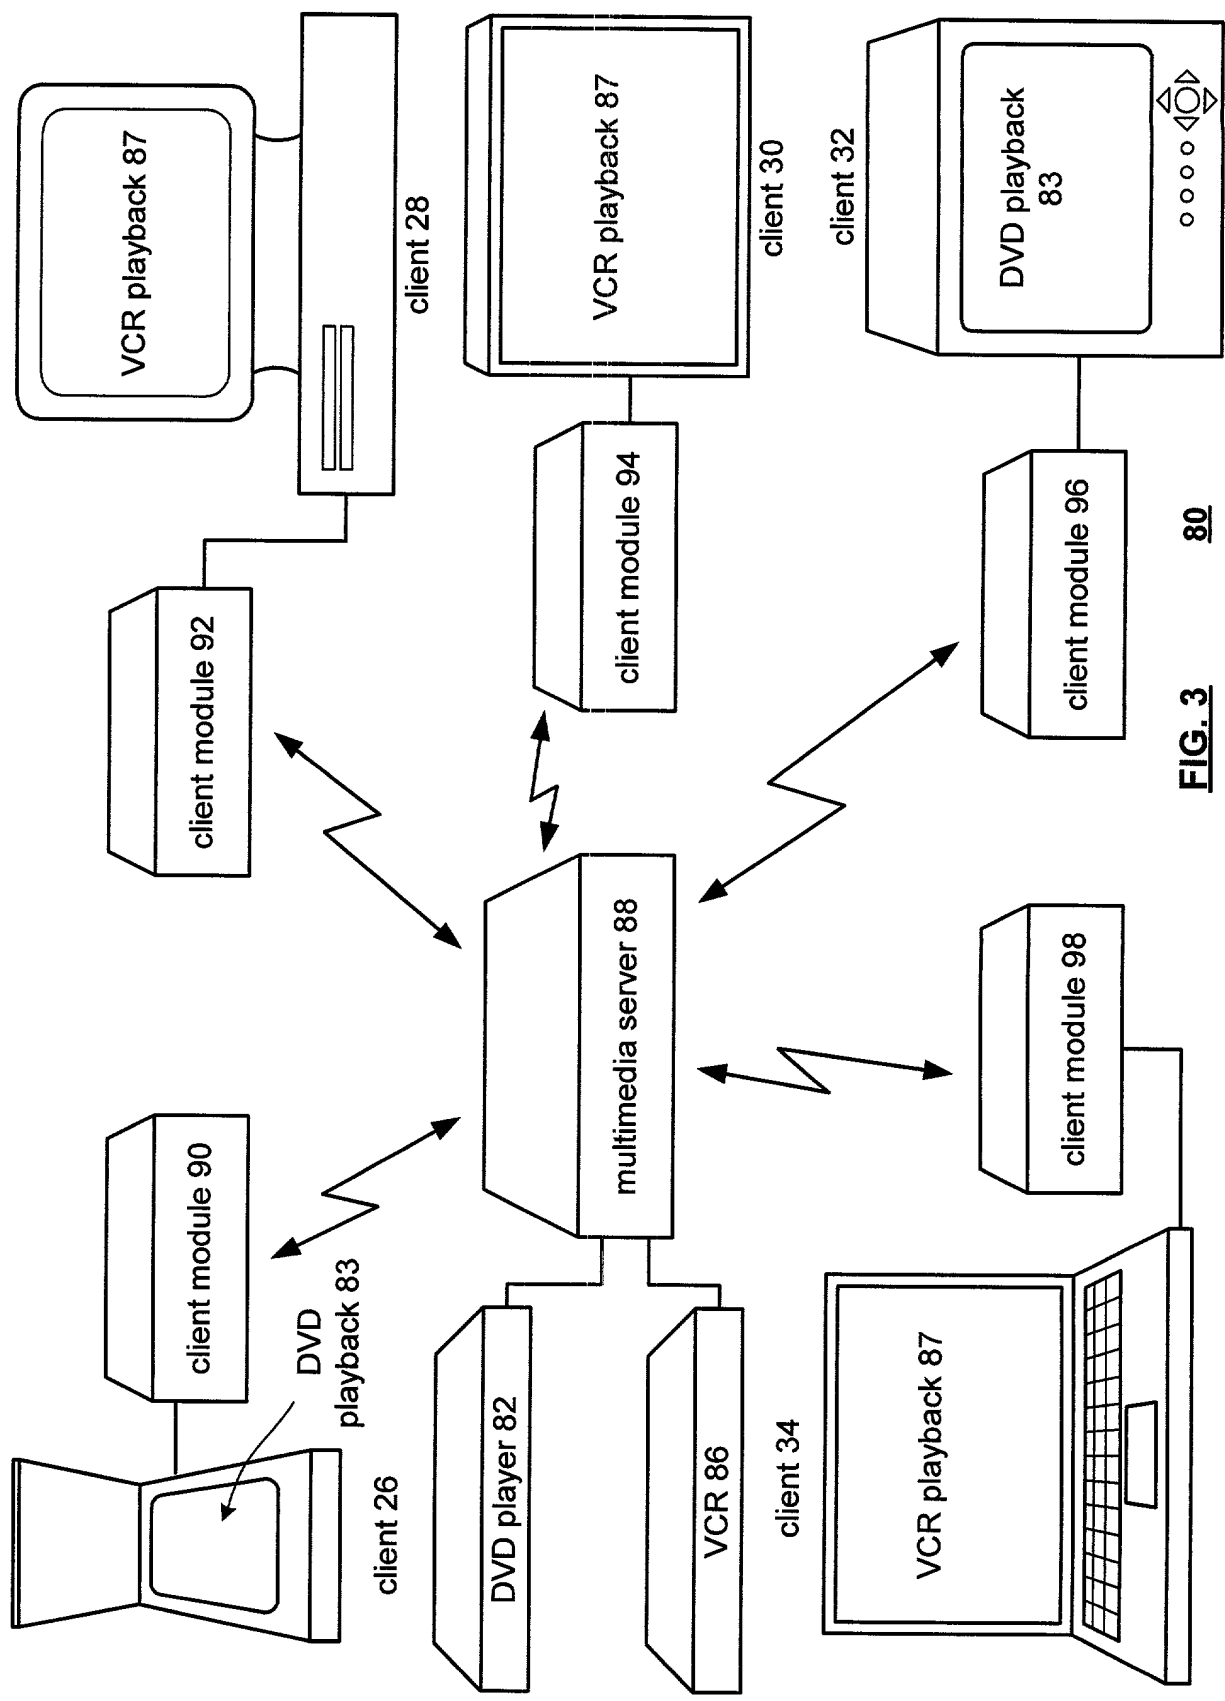 VCR playback 87
client 28
client module 92
client module 90
DVD
playback 83
client 26
VCR playback 87
client 30
client module 94
multimedia server 88
DVD player 82
VCR 86
client 34
VCR playback 87
client module 98
client 32
DVD playback
83
client module 96
FIG. 3
80